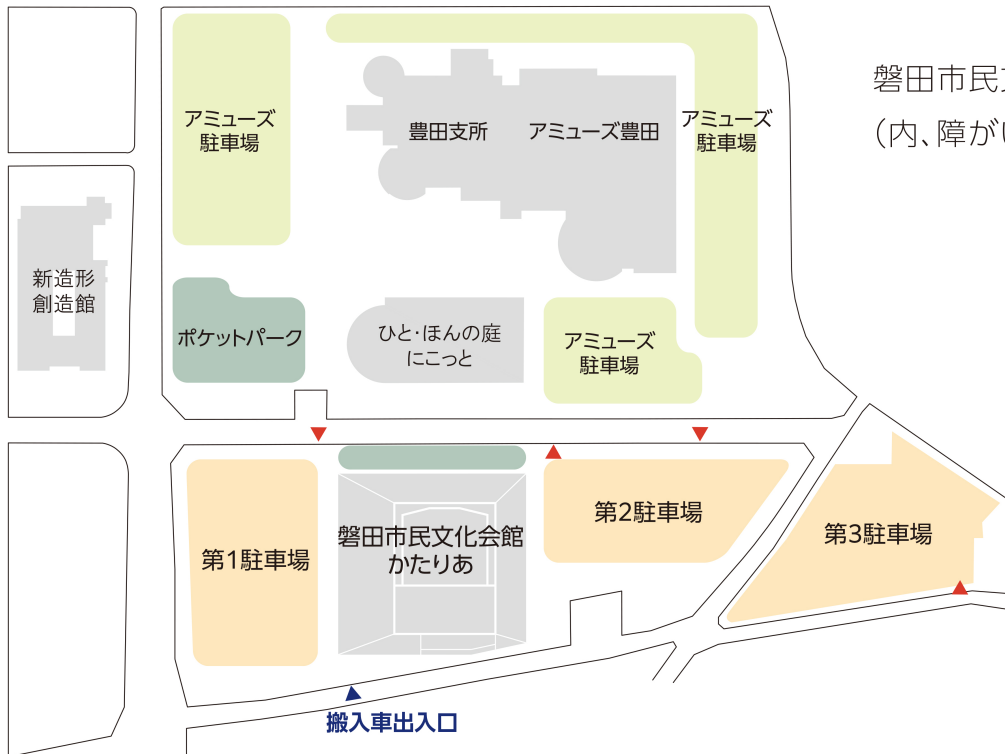 磐田市民文
(内、障がい
アミューズ
駐車場
豊田支所
アミューズ豊田
アミューズ
駐車場
新造形
創造館
ポケットパーク
ひと・ほんの庭
にこっと
アミューズ
駐車場
第1駐車場
磐田市民文化会館
かたりあ
第2駐車場
第3駐車場
搬入車出入口